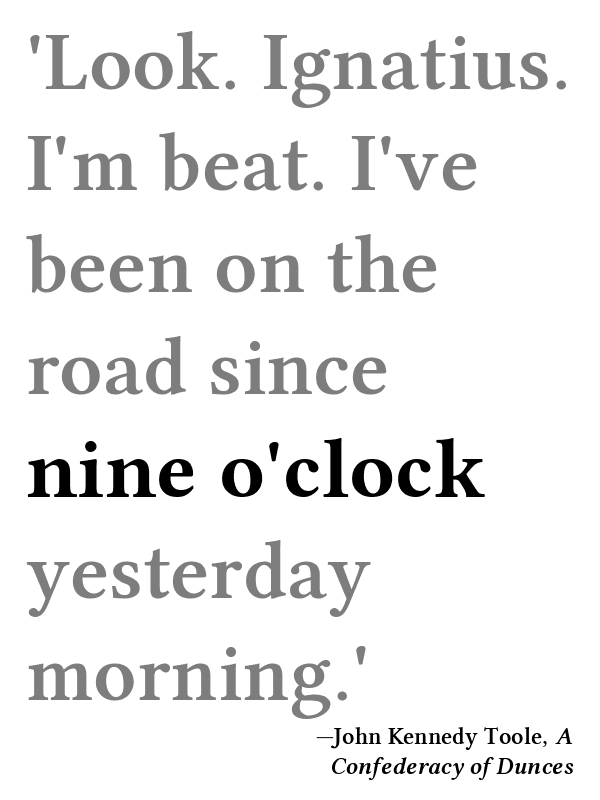 'Look. Ignatius.
I'm beat. I've
been on the
road since
nine o'clock
yesterday
morning.'
—John Kennedy Toole, A
Confederacy of Dunces